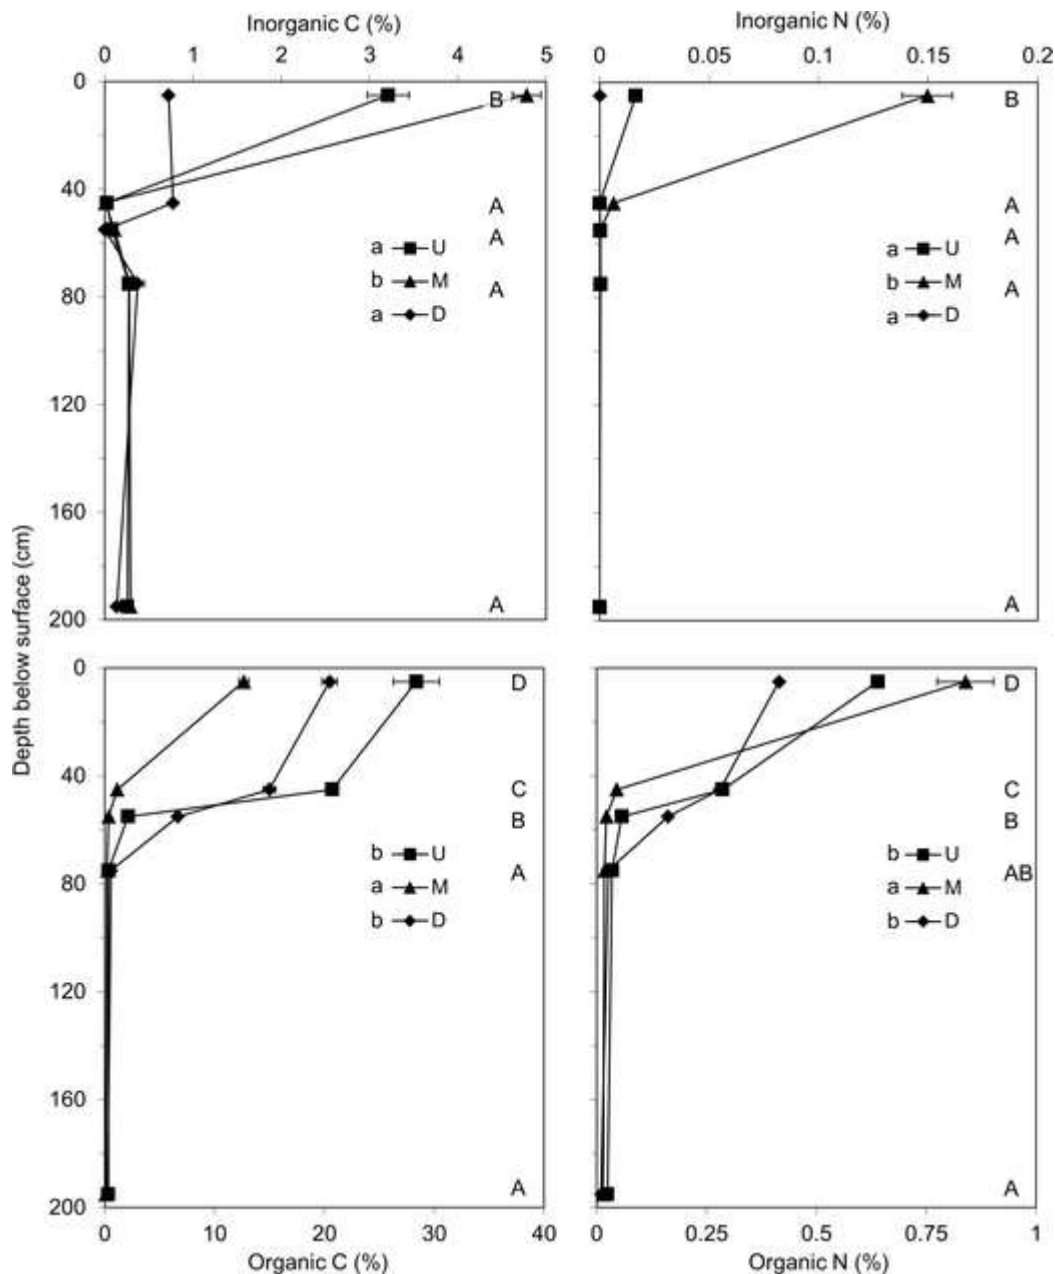 Inorganic C (%)
0 1 2 3 4 5
Inorganic N (%)
0 0.05 0.1 0.15 0.2
Depth below surface (cm)
0
40
80
120
160
200
B
A
A
A
A
a U
b M
a D
B
A
A
A
A
a U
b M
a D
0
40
80
120
160
200
D
C
B
A
A
b U
a M
b D
D
C
B
AB
A
b U
a M
b D
0 10 20 30 40
Organic C (%)
0 0.25 0.5 0.75 1
Organic N (%)